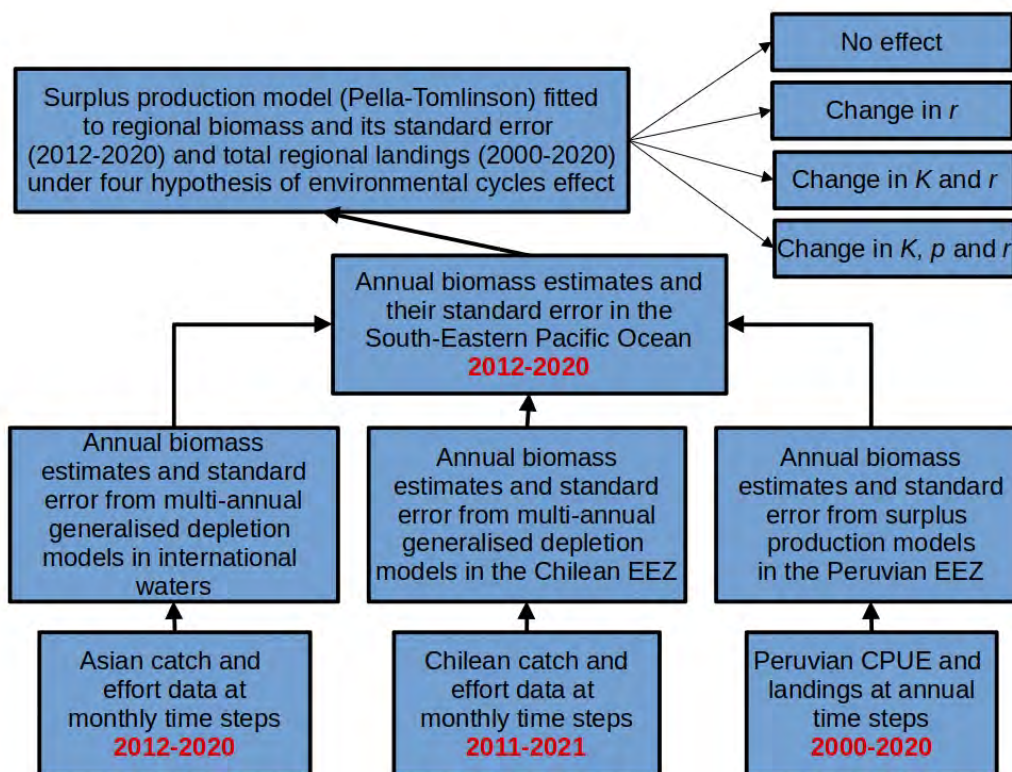 No effect
Surplus production model (Pella-Tomlinson) fitted
to regional biomass and its standard error
(2012-2020) and total regional landings (2000-2020)
under four hypothesis of environmental cycles effect
Change in r
Change in K and r
Change in K, p and r
Annual biomass estimates and
their standard error in the
South-Eastern Pacific Ocean
2012-2020
Annual biomass
estimates and standard
error from multi-annual
generalised depletion
models in international
waters
Annual biomass
estimates and standard
error from multi-annual
generalised depletion
models in the Chilean EEZ
Annual biomass
estimates and standard
error from surplus
production models
in the Peruvian EEZ
Asian catch and
effort data at
monthly time steps
2012-2020
Chilean catch and
effort data at
monthly time steps
2011-2021
Peruvian CPUE and
landings at annual
time steps
2000-2020